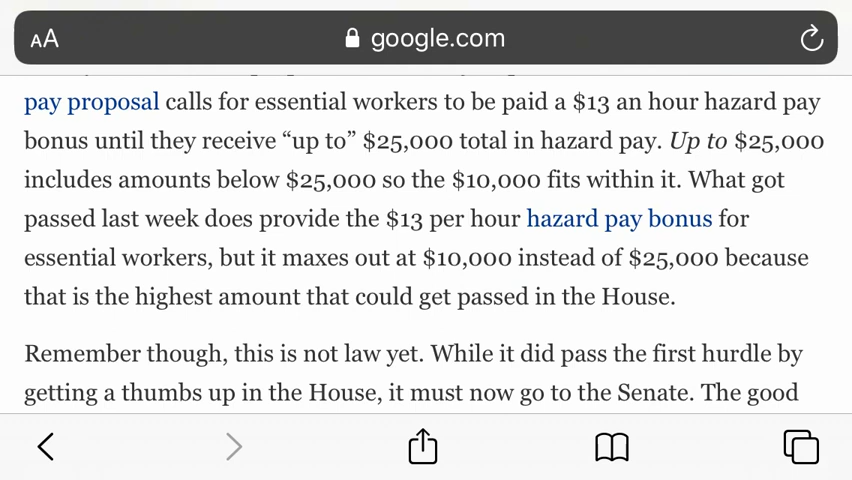 AA google.com
pay proposal calls for essential workers to be paid a $13 an hour hazard pay
bonus until they receive “up to” $25,000 total in hazard pay. Up to $25,000
includes amounts below $25,000 so the $10,000 fits within it. What got
passed last week does provide the $13 per hour hazard pay bonus for
essential workers, but it maxes out at $10,000 instead of $25,000 because
that is the highest amount that could get passed in the House.
Remember though, this is not law yet. While it did pass the first hurdle by
getting a thumbs up in the House, it must now go to the Senate. The good